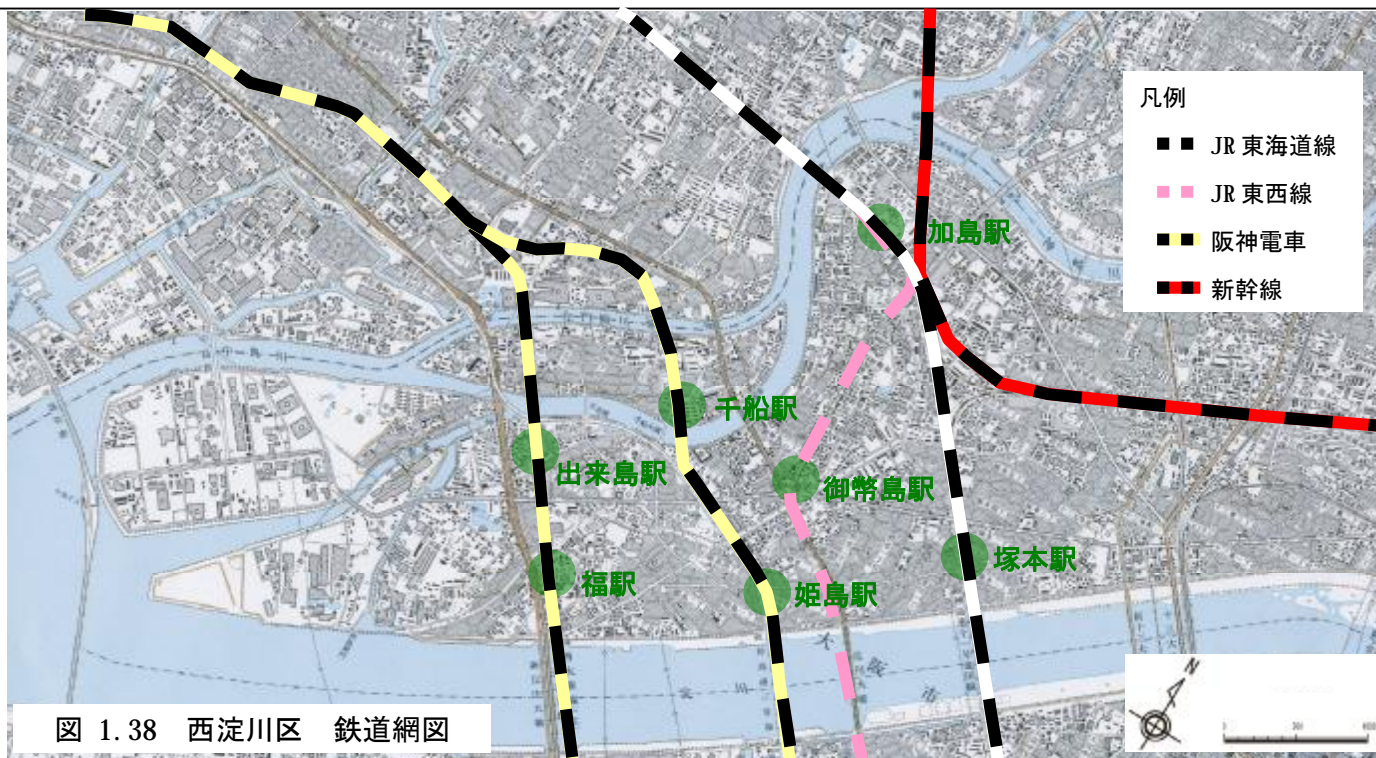 凡例
JR 東海道線
JR 東西線
阪神電車
新幹線
加島駅
千船駅
出来島駅
御幣島駅
塚本駅
福駅
姫島駅
N
図 1.38 西淀川区 鉄道網図